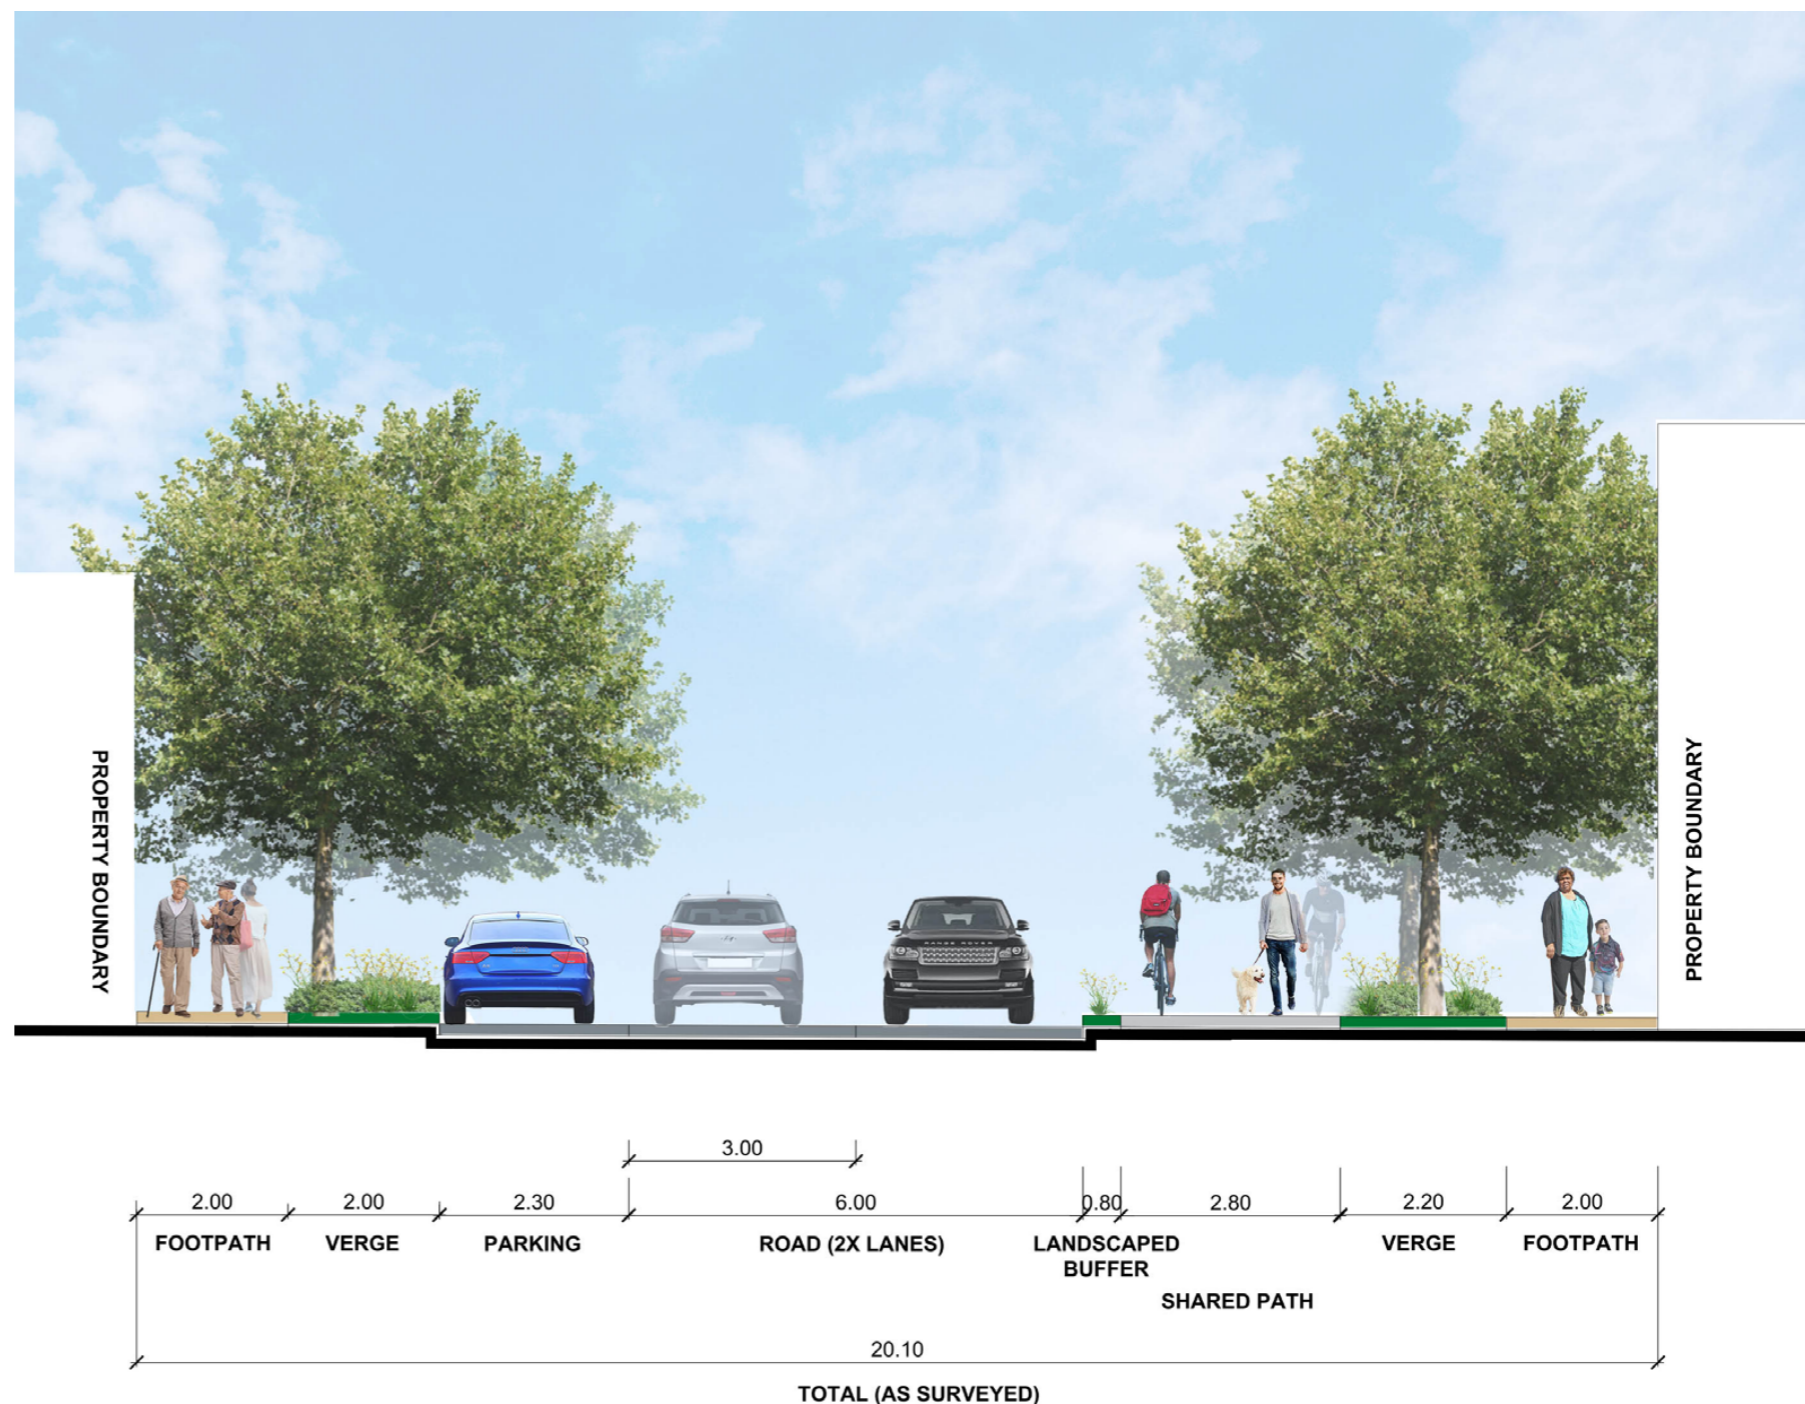 PROPERTY BOUNDARY
PROPERTY BOUNDARY
RANGE ROVER
3.00
2.00 2.00 2.30 6.00 0.80 2.80 2.20 2.00
FOOTPATH VERGE PARKING ROAD (2X LANES) LANDSCAPED VERGE FOOTPATH
BUFFER
SHARED PATH
20.10
TOTAL (AS SURVEYED)